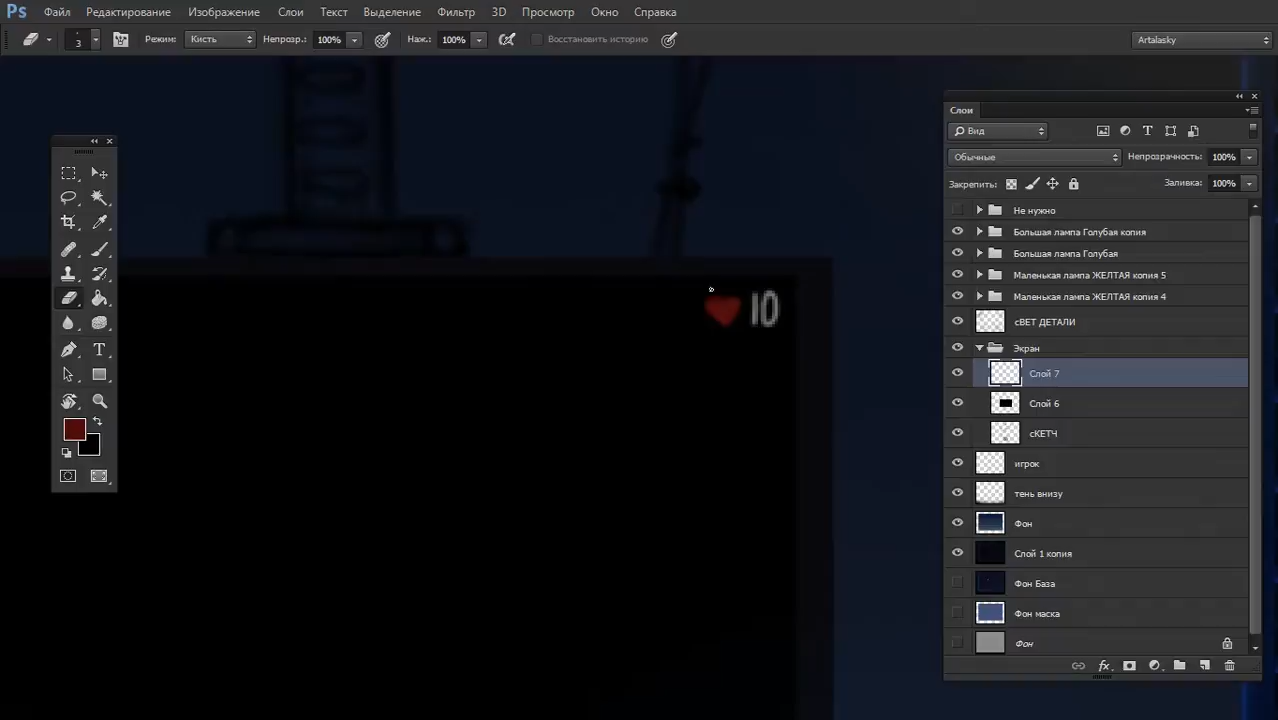 Ps Файл Редактирование Изображение Слои Текст Выделение Фильтр 3D Просмотр Окно Справка
3 Режим: Кисть Непрозр.: 100% Наж.: 100% Восстановить историю Artalasky
Слои
Вид
Обычные Непрозрачность: 100%
Закрепить: Заливка: 100%
Не нужно
Большая лампа Голубая копия
Большая лампа Голубая
Маленькая лампа ЖЕЛТАЯ копия 5
Маленькая лампа ЖЕЛТАЯ копия 4
сВЕТ ДЕТАЛИ
Экран
Слой 7
Слой 6
сКЕТЧ
игрок
тень внизу
Фон
Слой 1 копия
Фон База
Фон маска
Фон
fx
10